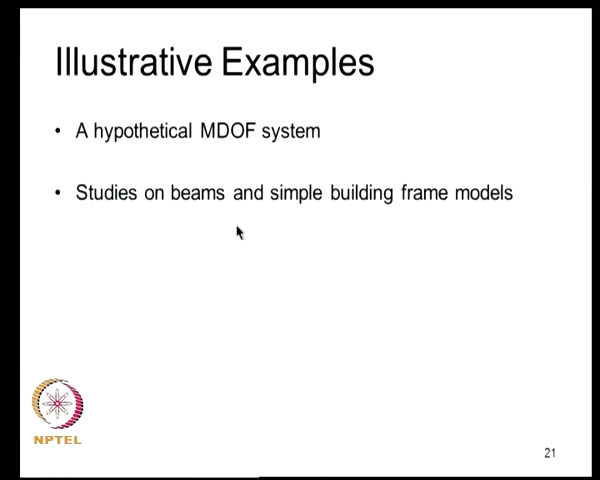 Illustrative Examples
• A hypothetical MDOF system
• Studies on beams and simple building frame models
NPTEL
21